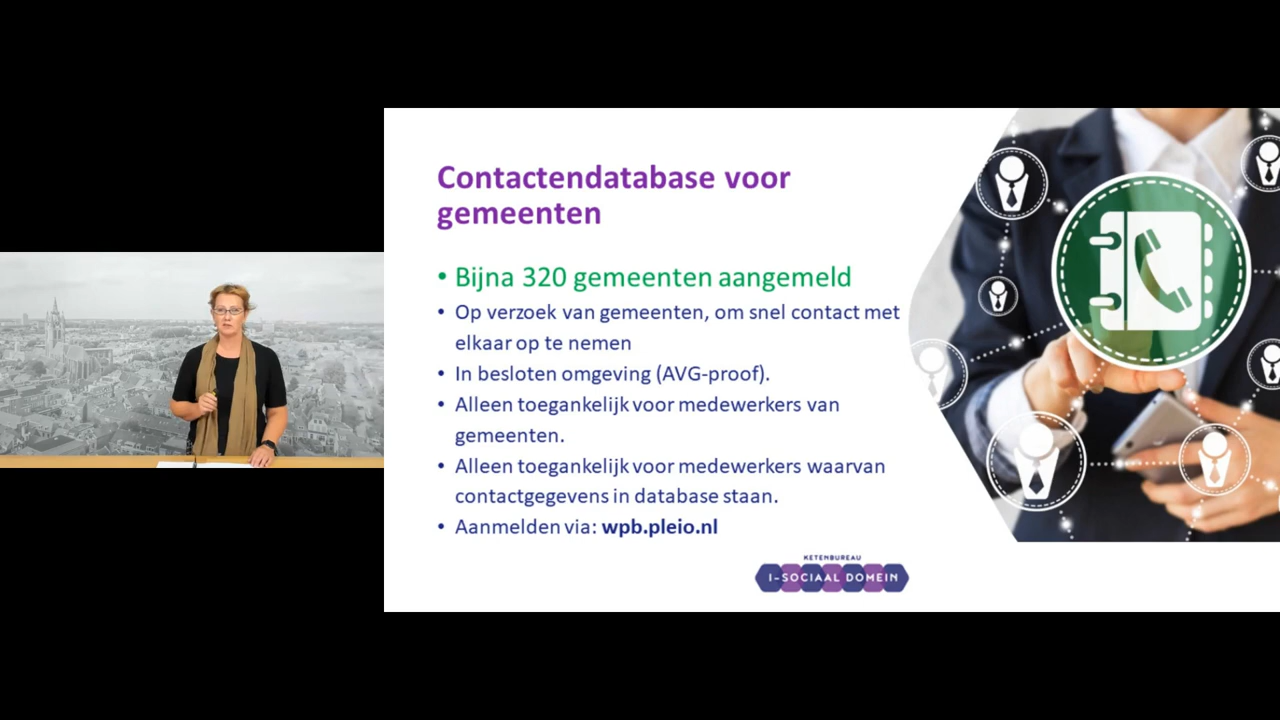 Contactendatabase voor
gemeenten
• Bijna 320 gemeenten aangemeld
• Op verzoek van gemeenten, om snel contact met
elkaar op te nemen
• In besloten omgeving (AVG-proof).
• Alleen toegankelijk voor medewerkers van
gemeenten.
• Alleen toegankelijk voor medewerkers waarvan
contactgegevens in database staan.
• Aanmelden via: wpb.pleio.nl
KETENBUREAU
I-SOCIAAL DOMEIN